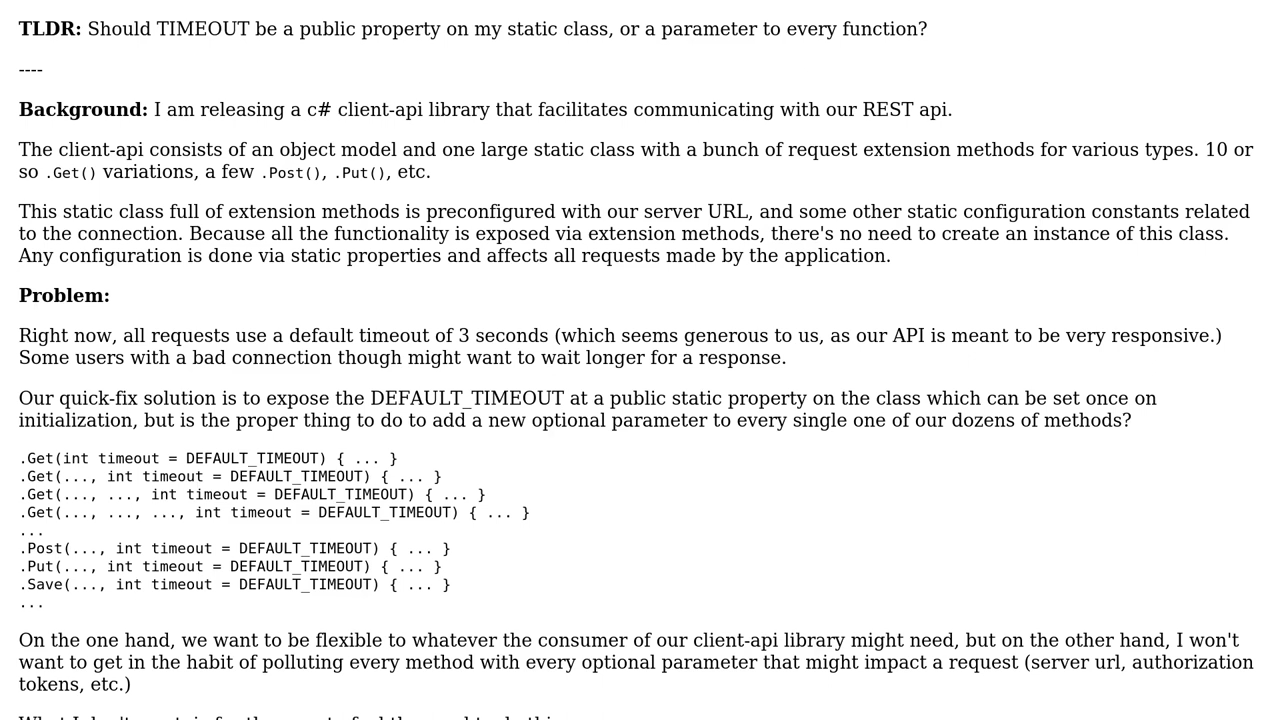 TLDR: Should TIMEOUT be a public property on my static class, or a parameter to every function?
----
Background: I am releasing a c# client-api library that facilitates communicating with our REST api.
The client-api consists of an object model and one large static class with a bunch of request extension methods for various types. 10 or
so .Get() variations, a few .Post(), .Put(), etc.
This static class full of extension methods is preconfigured with our server URL, and some other static configuration constants related
to the connection. Because all the functionality is exposed via extension methods, there's no need to create an instance of this class.
Any configuration is done via static properties and affects all requests made by the application.
Problem:
Right now, all requests use a default timeout of 3 seconds (which seems generous to us, as our API is meant to be very responsive.)
Some users with a bad connection though might want to wait longer for a response.
Our quick-fix solution is to expose the DEFAULT_TIMEOUT at a public static property on the class which can be set once on
initialization, but is the proper thing to do to add a new optional parameter to every single one of our dozens of methods?
.Get(int timeout = DEFAULT_TIMEOUT) { ... }
.Get(..., int timeout = DEFAULT_TIMEOUT) { ... }
.Get(..., ..., int timeout = DEFAULT_TIMEOUT) { ... }
.Get(..., ..., ..., int timeout = DEFAULT_TIMEOUT) { ... }
...
.Post(..., int timeout = DEFAULT_TIMEOUT) { ... }
.Put(..., int timeout = DEFAULT_TIMEOUT) { ... }
.Save(..., int timeout = DEFAULT_TIMEOUT) { ... }
...
On the one hand, we want to be flexible to whatever the consumer of our client-api library might need, but on the other hand, I won't
want to get in the habit of polluting every method with every optional parameter that might impact a request (server url, authorization
tokens, etc.)